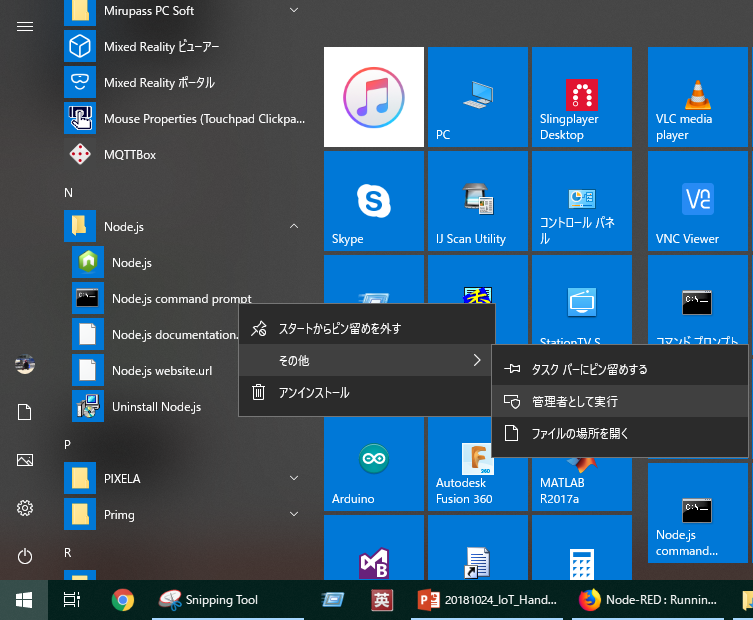 Mirupass PC Soft
Mixed Reality ビューアー
Mixed Reality ポータル
Mouse Properties (Touchpad Clickpa...
MQTTBox
N
Node.js
Node.js
Node.js command prompt
Node.js documentation.
Node.js website.url
Uninstall Node.js
P
PIXELA
Primg
R
PC
Slingplayer
Desktop
VLC media
player
Skype
IJ Scan Utility
コントロール パネ
ル
VNC Viewer
StationTV S
コマンド プロンプト
スタートからピン留めを外す
その他
アンインストール
タスク バーにピン留めする
管理者として実行
ファイルの場所を開く
Arduino
Autodesk
Fusion 360
MATLAB
R2017a
Node.js
command...
Snipping Tool
英
20181024_IoT_Hand...
Node-RED : Runnin...